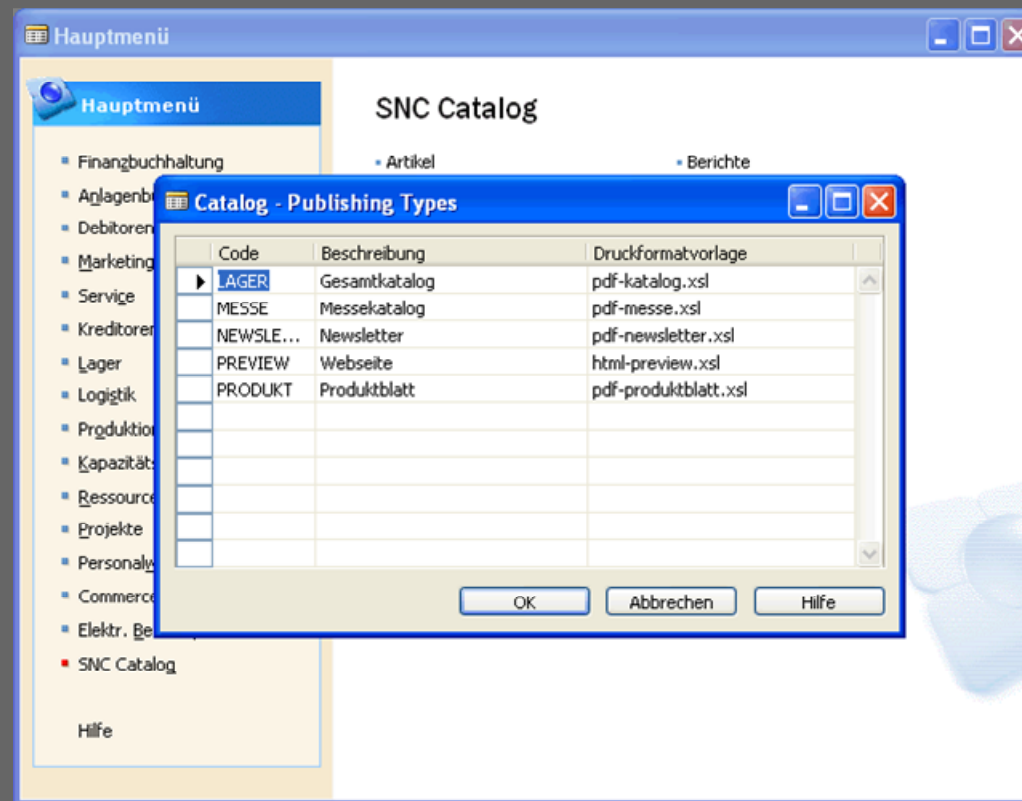 Hauptmenü
Hauptmenü
SNC Catalog
Finanzbuchhaltung
Artikel
Berichte
Debitoren
Marketing
Service
Kreditoren
Lager
Logistik
Produktion
Ressource
Projekte
Commerce
Elektr.
SNC Catalog
Hilfe
Catalog - Publishing Types
Code Beschreibung Druckformatvorlage
LAGER Gesamtkatalog pdf-katalog.xsl
MESSE Messekatalog pdf-messe.xsl
NEWSLE... Newsletter pdf-newsletter.xsl
PREVIEW Webseite html-preview.xsl
PRODUKT Produktblatt pdf-produktblatt.xsl
OK Abbrechen Hilfe